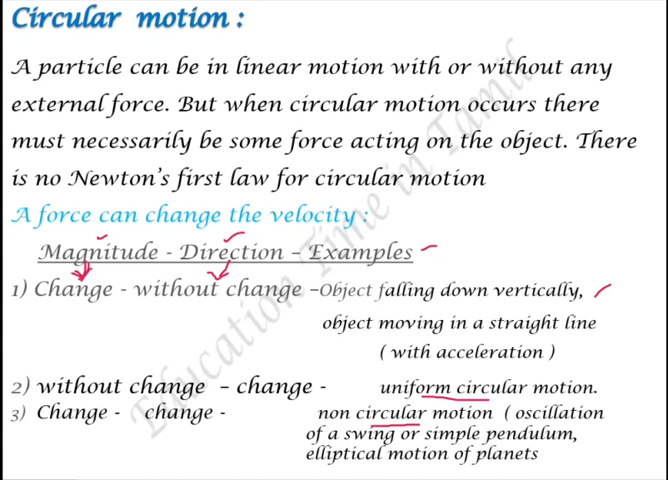 Circular motion :
A particle can be in linear motion with or without any
external force. But when circular motion occurs there
must necessarily be some force acting on the object. There
is no Newton's first law for circular motion
A force can change the velocity :
Magnitude - Direction - Examples
1) Change - without change -Object falling down vertically,
object moving in a straight line
( with acceleration )
2) without change - change - uniform circular motion.
3) Change - change - non circular motion ( oscillation
of a swing or simple pendulum,
elliptical motion of planets
Education Time in Tamil